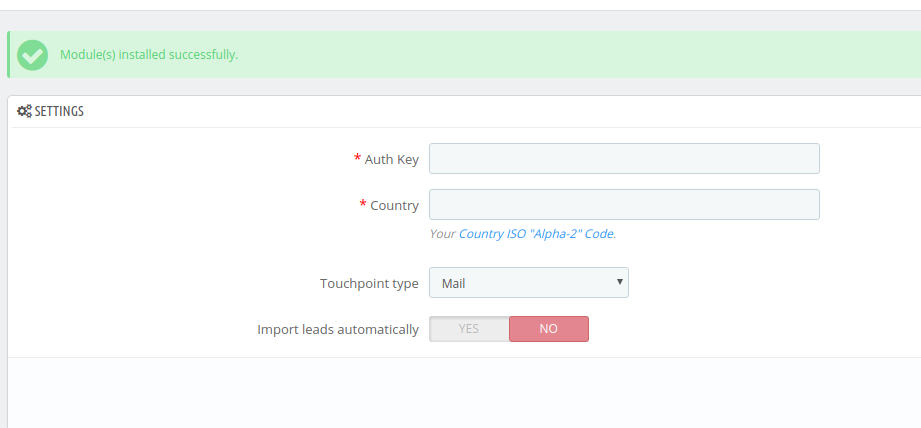 Module(s) installed successfully.
SETTINGS
* Auth Key
* Country
Your Country ISO "Alpha-2" Code.
Touchpoint type Mail
Import leads automatically YES NO